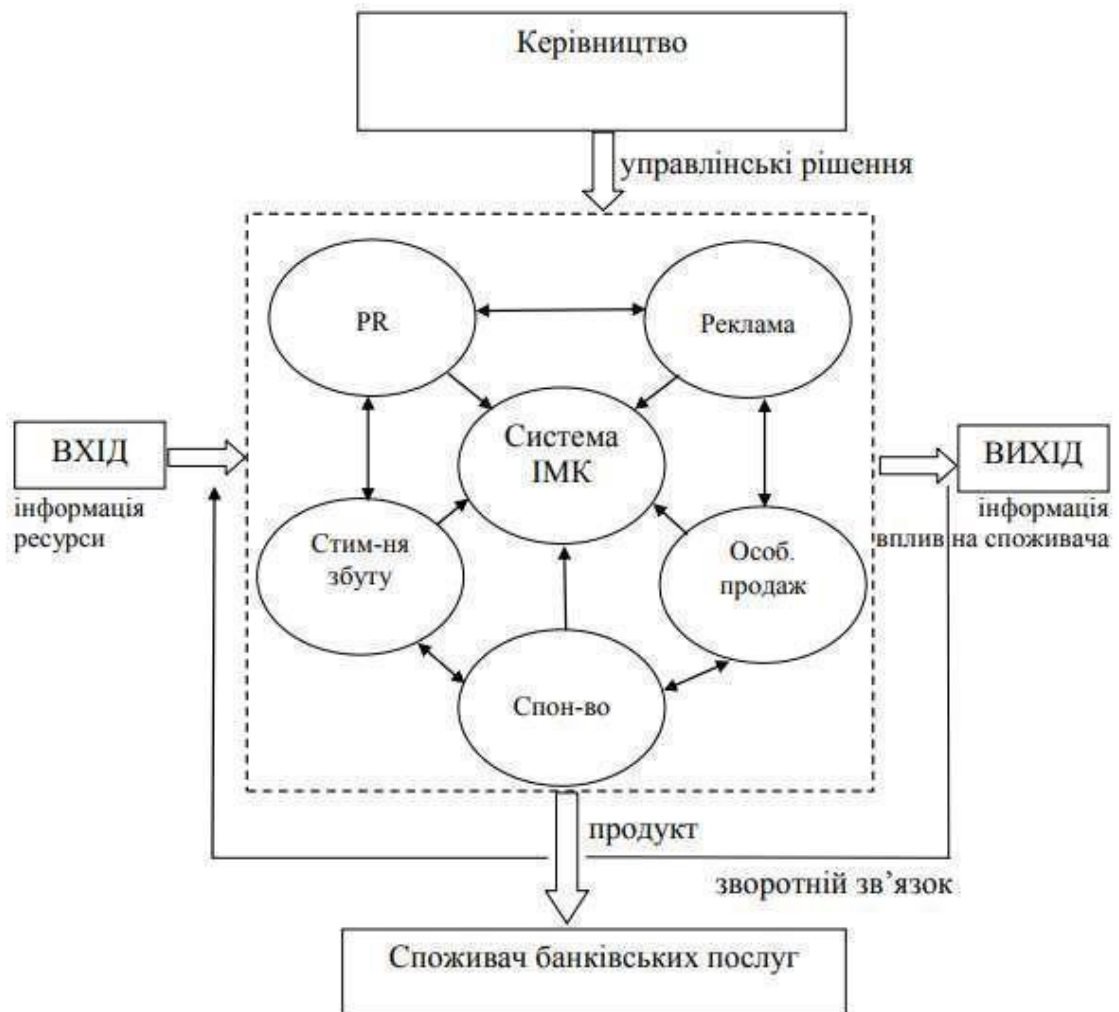 Керівництво
управлінські рішення
PR
Реклама
Система
ІМК
ВХІД
інформація
ресурси
ВИХІД
інформація
вплив на споживача
Стим-ня
збуту
Особ.
продаж
Спон-во
продукт
зворотній зв’язок
Споживач банківських послуг